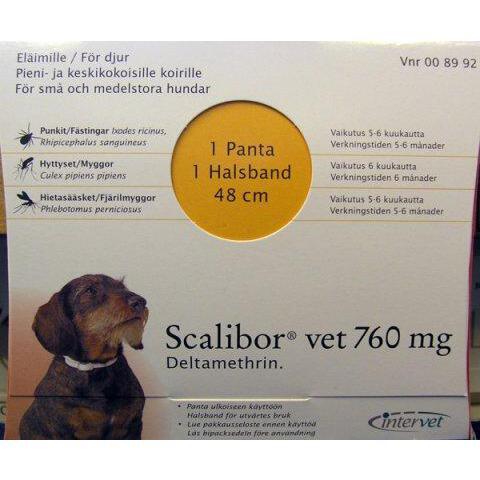 Eläimille / För djur
Vnr 00 89 92
Pieni- ja keskikokoisille koirille
För små och medelstora hundar
Punkit/Fästingar Ixodes ricinus,
Rhipicephalus sanguineus
Vaikutus 5-6 kuukautta
Verkningstiden 5-6 månader
Hyttyset/Myggor
Culex pipiens pipiens
Vaikutus 6 kuukautta
Verkningstiden 6 månader
Hietasääsket/Fjärilmyggor
Phlebotomus perniciosus
Vaikutus 5-6 kuukautta
Verkningstiden 5-6 månader
1 Panta
1 Halsband
48 cm
Scalibor® vet 760 mg
Deltamethrin.
• Panta ulkoiseen käyttöön
Halsband för utvärtes bruk
• Lue pakkausseloste ennen käyttöä
Läs bipacksedeln före användning
intervet